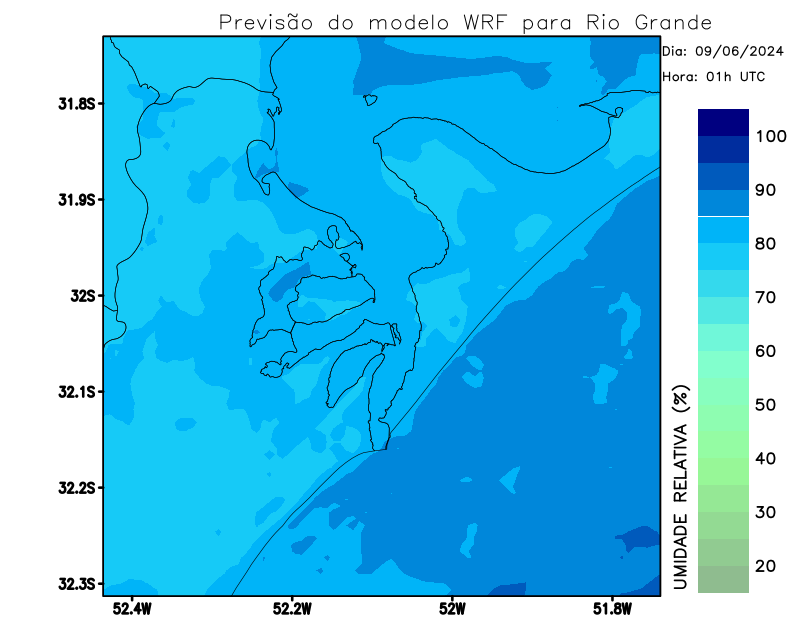 Previsão do modelo WRF para Rio Grande
Dia: 09/06/2024
Hora: 01h UTC
31.8S
31.9S
32S
32.1S
32.2S
32.3S
32.4W
32.2W
52W
51.8W
100
90
80
70
60
50
40
30
20
UMIDADE RELATIVA (%)